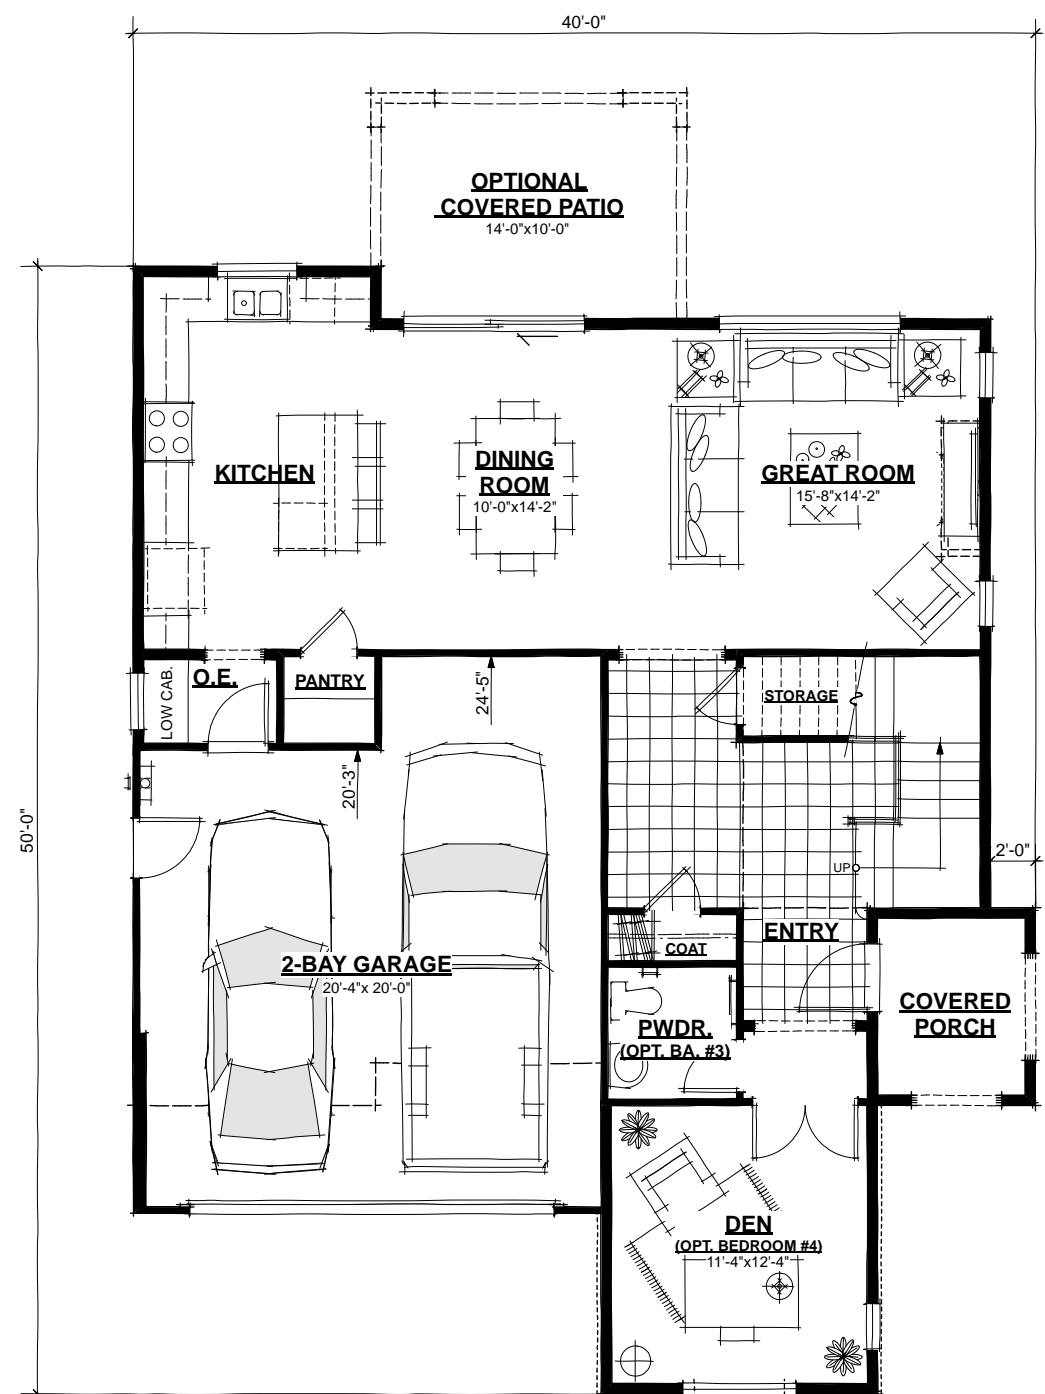 40'-0"
OPTIONAL
COVERED PATIO
14'-0"x10'-0"
KITCHEN
DINING
ROOM
10'-0"x14'-2"
GREAT ROOM
15'-8"x14'-2"
O.E.
LOW CAB.
PANTRY
24'-5"
STORAGE
20'-3"
50'-0"
2'-0"
UP
ENTRY
COAT
2-BAY GARAGE
20'-4"x 20'-0"
COVERED
PORCH
PWDR.
(OPT. BA. #3)
DEN
(OPT. BEDROOM #4)
11'-4"x12'-4"